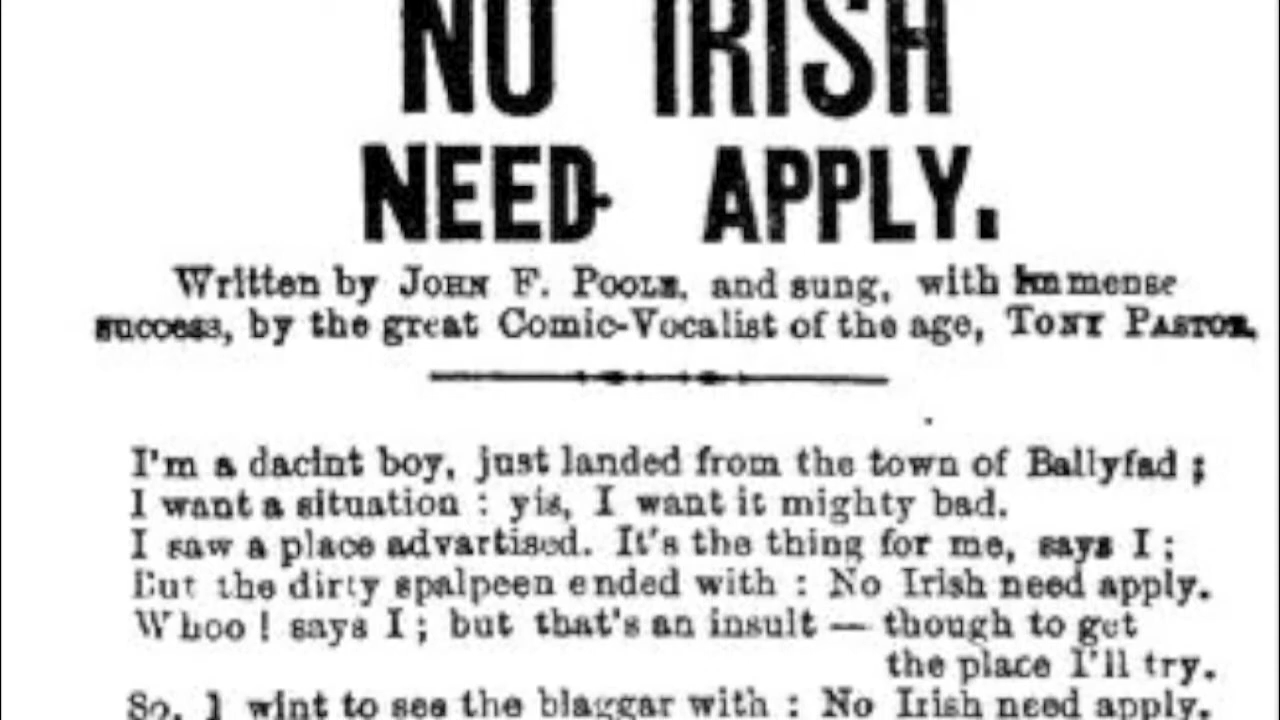 NO IRISH
NEED APPLY.
Written by JOHN F. POOLE, and sung, with immense
success, by the great Comic-Vocalist of the age, TONY PASTOR.
I'm a dacint boy, just landed from the town of Ballyfad ;
I want a situation : yis, I want it mighty bad.
I saw a place advartised. It's the thing for me, says I ;
But the dirty spalpeen ended with : No Irish need apply.
Whoo ! says I ; but that's an insult — though to get
the place I'll try.
So, I wint to see the blaggar with : No Irish need apply.